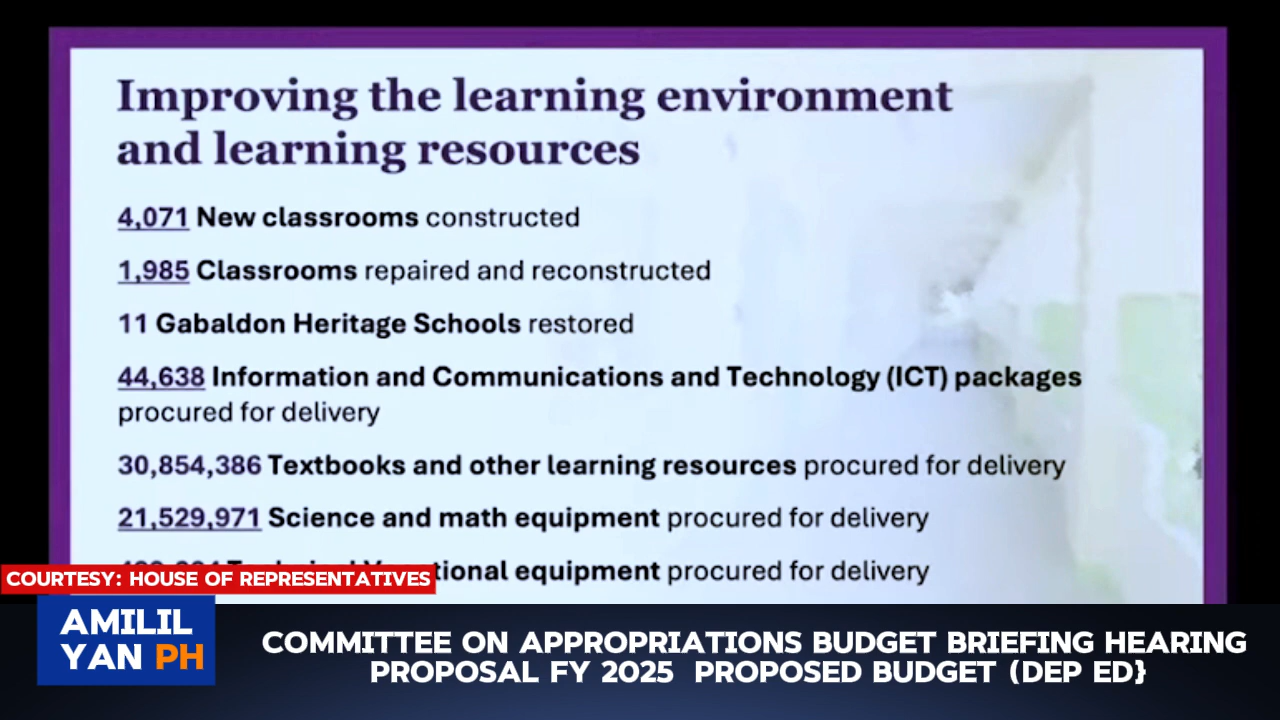 Improving the learning environment
and learning resources
4,071 New classrooms constructed
1,985 Classrooms repaired and reconstructed
11 Gabaldon Heritage Schools restored
44,638 Information and Communications and Technology (ICT) packages
procured for delivery
30,854,386 Textbooks and other learning resources procured for delivery
21,529,971 Science and math equipment procured for delivery
equipment procured for delivery
COURTESY: HOUSE OF REPRESENTATIVES
AMILIL
YAN PH
COMMITTEE ON APPROPRIATIONS BUDGET BRIEFING HEARING
PROPOSAL FY 2025 PROPOSED BUDGET (DEP ED}